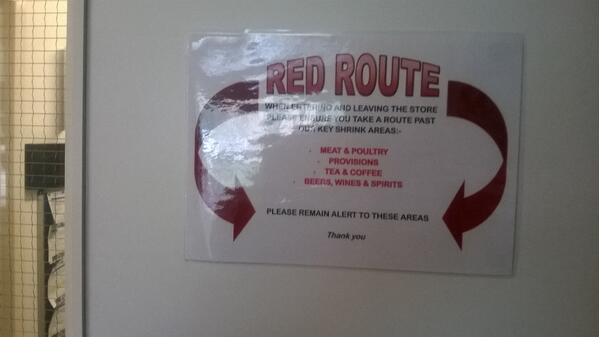 RED ROUTE
WHEN ENTERING AND LEAVING THE STORE
PLEASE ENSURE YOU TAKE A ROUTE PAST
OUR KEY SHRINK AREAS:-
- MEAT & POULTRY
- PROVISIONS
- TEA & COFFEE
- BEERS, WINES & SPIRITS
PLEASE REMAIN ALERT TO THESE AREAS
Thank you